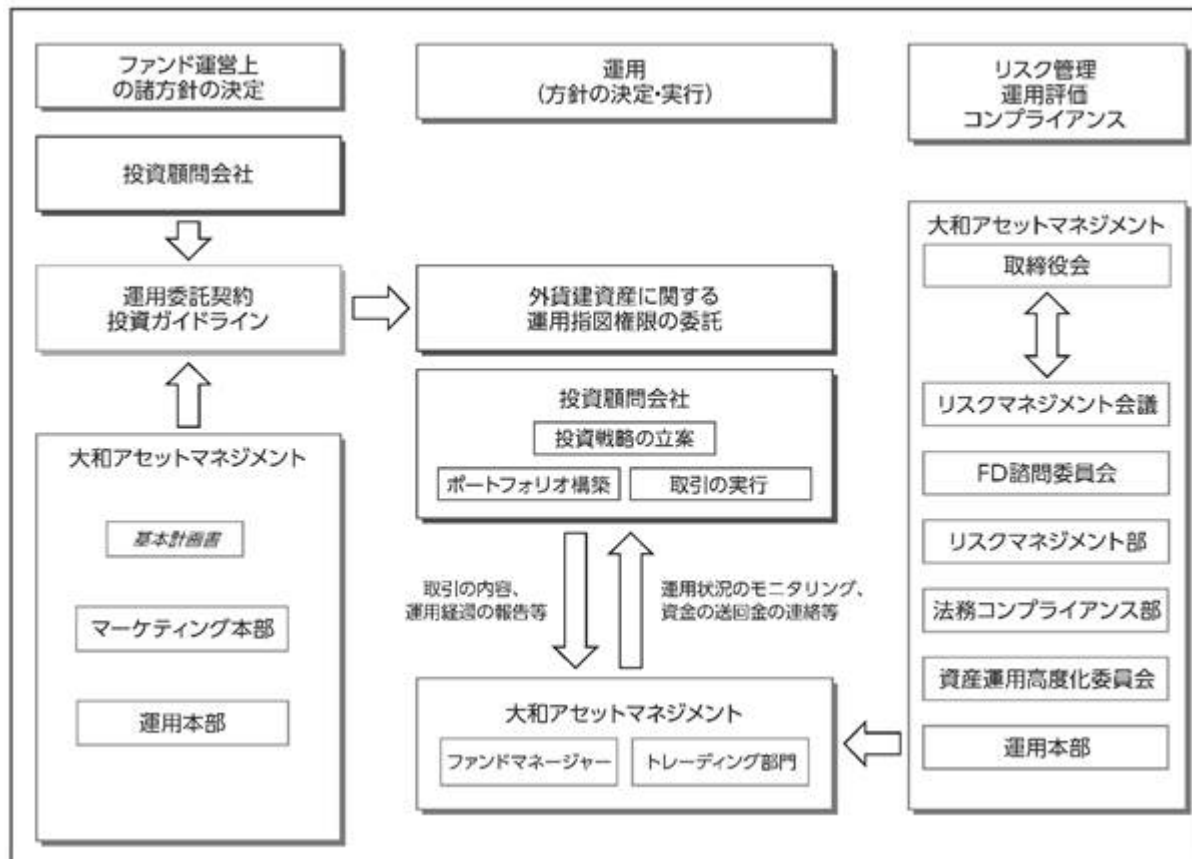 ファンド運営上
の諸方針の決定
運用
(方針の決定・実行)
リスク管理
運用評価
コンプライアンス
投資顧問会社
運用委託契約
投資ガイドライン
大和アセットマネジメント
基本計画書
マーケティング本部
運用本部
外貨建資産に関する
運用指図権限の委託
投資顧問会社
投資戦略の立案
ポートフォリオ構築
取引の実行
取引の内容、
運用経過の報告等
運用状況のモニタリング、
資金の送回金の連絡等
大和アセットマネジメント
ファンドマネージャー
トレーディング部門
大和アセットマネジメント
取締役会
リスクマネジメント会議
FD諮問委員会
リスクマネジメント部
法務コンプライアンス部
資産運用高度化委員会
運用本部